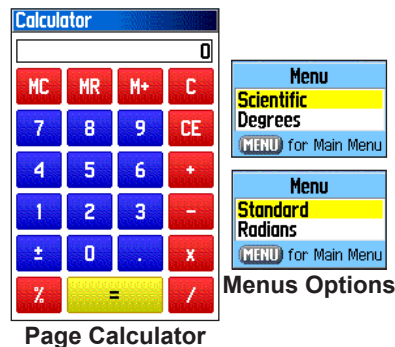 Calculator
0
MC MR M+ C
7 8 9 CE
4 5 6 +
1 2 3 -
± 0 . x
% = /
Page Calculator
Menu
Scientific
Degrees
MENU for Main Menu
Menu
Standard
Radians
MENU for Main Menu
Menus Options